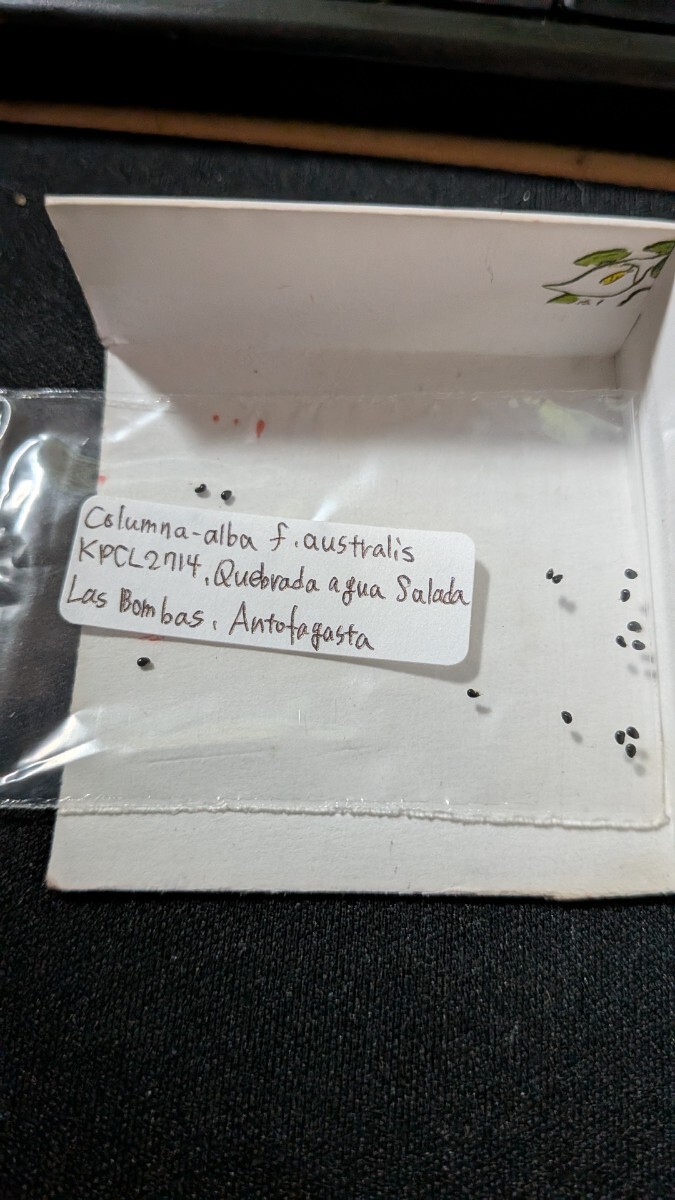 Columna-alba f. australis
KPCL2714, Quebrada agua Salada
Las Bombas, Antofagasta